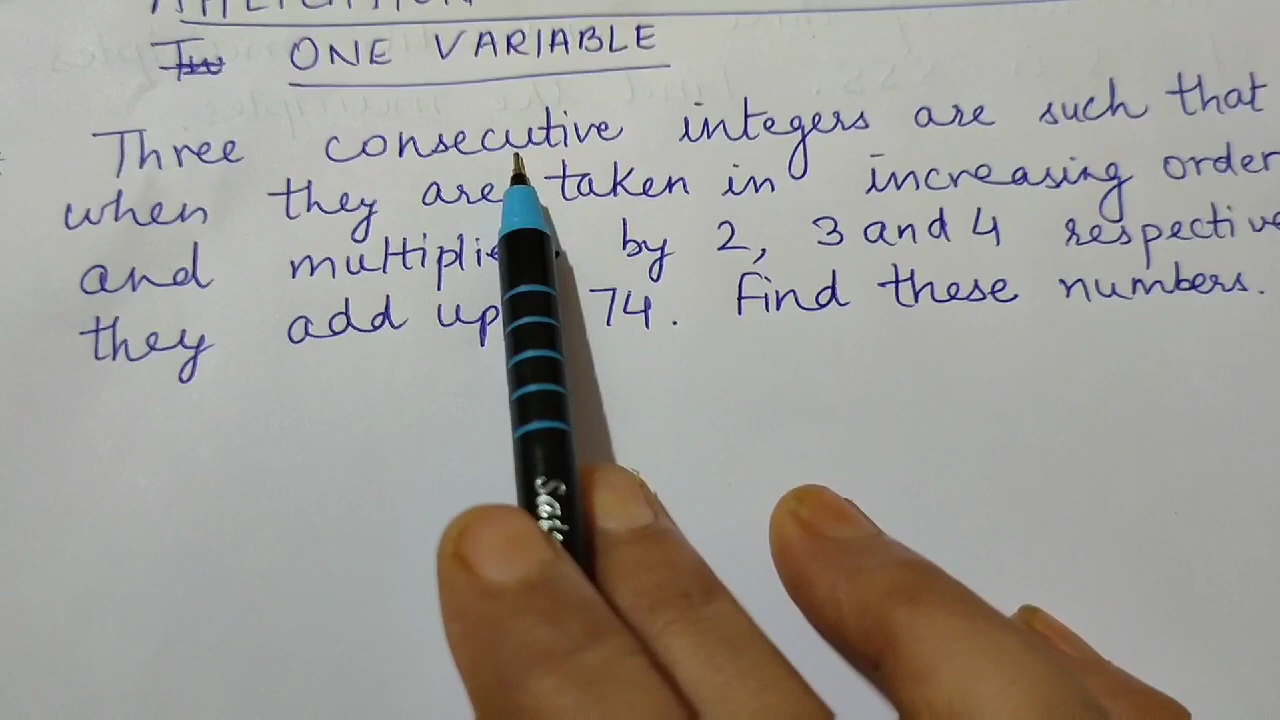 ONE VARIABLE
Three consecutive integers are such that
when they are taken in increasing order
and multiplie by 2, 3 and 4 respective
they add up 74. Find these numbers.